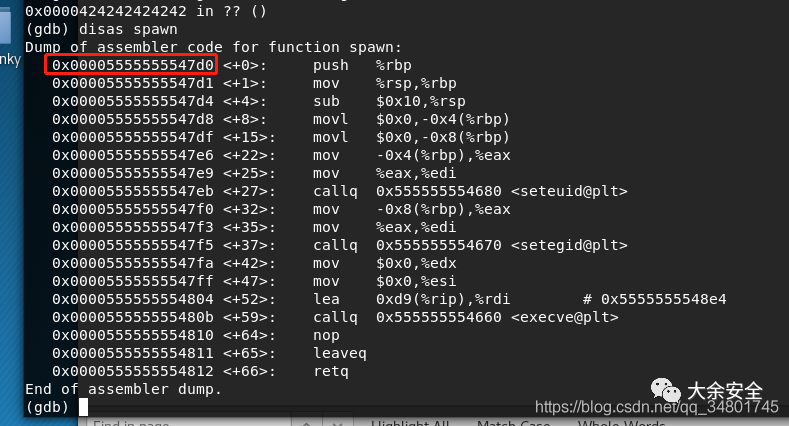 0x0000424242424242 in ?? ()
(gdb) disas spawn
Dump of assembler code for function spawn:
nky
0x00005555555547d0 <+0>: push %rbp
0x00005555555547d1 <+1>: mov %rsp,%rbp
0x00005555555547d4 <+4>: sub $0x10,%rsp
0x00005555555547d8 <+8>: movl $0x0,-0x4(%rbp)
0x00005555555547df <+15>: movl $0x0,-0x8(%rbp)
0x00005555555547e6 <+22>: mov -0x4(%rbp),%eax
0x00005555555547e9 <+25>: mov %eax,%edi
0x00005555555547eb <+27>: callq 0x555555554680 <seteuid@plt>
0x00005555555547f0 <+32>: mov -0x8(%rbp),%eax
0x00005555555547f3 <+35>: mov %eax,%edi
0x00005555555547f5 <+37>: callq 0x555555554670 <setegid@plt>
0x00005555555547fa <+42>: mov $0x0,%edx
0x00005555555547ff <+47>: mov $0x0,%esi
0x0000555555554804 <+52>: lea 0xd9(%rip),%rdi # 0x5555555548e4
0x000055555555480b <+59>: callq 0x555555554660 <execve@plt>
0x0000555555554810 <+64>: nop
0x0000555555554811 <+65>: leaveq
0x0000555555554812 <+66>: retq
End of assembler dump.
(gdb)
大余安全
https://blog.csdn.net/qq_34801745
Find in page Highlight All Match Case Whole Words